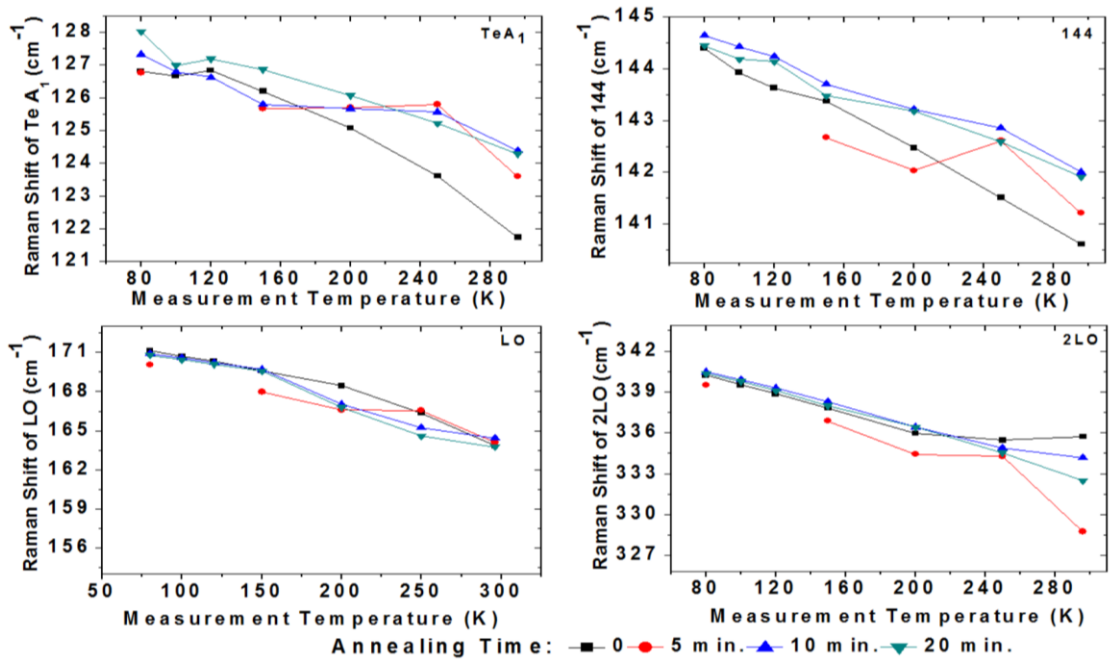 TeA1
Raman Shift of Te A1 (cm-1)
128
127
126
125
124
123
122
121
80 120 160 200 240 280
Measurement Temperature (K)
144
Raman Shift of 144 (cm-1)
145
144
143
142
141
80 120 160 200 240 280
Measurement Temperature (K)
LO
Raman Shift of LO (cm-1)
171
168
165
162
159
156
50 100 150 200 250 300
Measurement Temperature (K)
2LO
Raman Shift of 2LO (cm-1)
342
339
336
333
330
327
80 120 160 200 240 280
Measurement Temperature (K)
Annealing Time: 0 5 min. 10 min. 20 min.